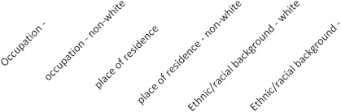 Occupation -
occupation - non-white
place of residence
place of residence - non-white
Ethnic/racial background - white
Ethnic/racial background -